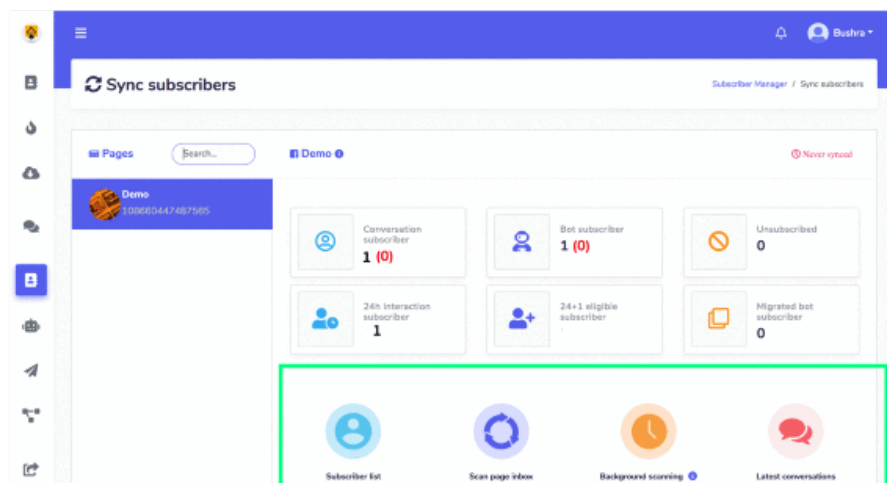 Bushra
Sync subscribers
Subscriber Manager / Sync subscribers
Pages
Search...
Demo
Never synced
Demo
108660447487565
Conversation
subscriber
1 (0)
Bot subscriber
1 (0)
Unsubscribed
0
24h Interaction
subscriber
1
24+1 eligible
subscriber
Migrated bot
subscriber
0
Subscriber list
Scan page inbox
Background scanning
Latest conversations